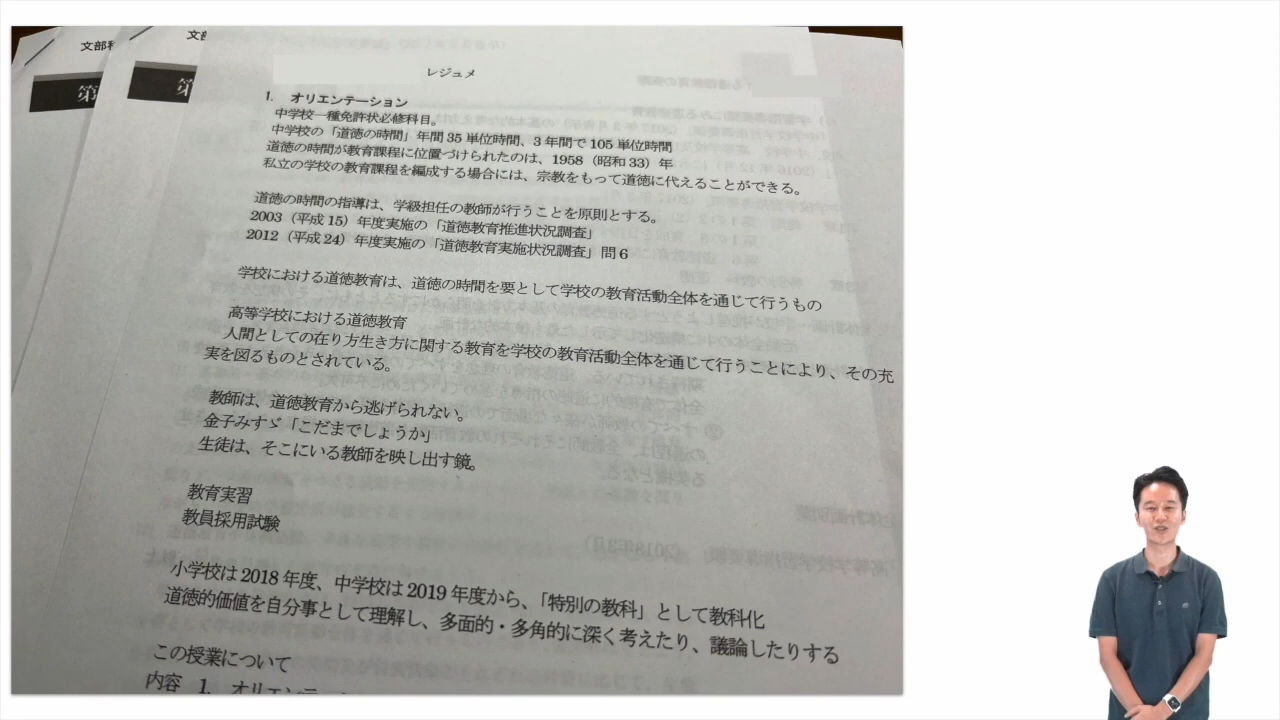 文部科
第
文
第
レジュメ
1. オリエンテーション
中学校一種免許状必修科目。
中学校の「道徳の時間」年間 35 単位時間、3 年間で 105 単位時間
道徳の時間が教育課程に位置づけられたのは、1958（昭和 33）年
私立の学校の教育課程を編成する場合には、宗教をもって道徳に代えることができる。
道徳の時間の指導は、学級担任の教師が行うことを原則とする。
2003（平成 15）年度実施の「道徳教育推進状況調査」
2012（平成 24）年度実施の「道徳教育実施状況調査」問 6
学校における道徳教育は、道徳の時間を要として学校の教育活動全体を通じて行うもの
高等学校における道徳教育
人間としての在り方生き方に関する教育を学校の教育活動全体を通じて行うことにより、その充
実を図るものとされている。
教師は、道徳教育から逃げられない。
金子みすゞ「こだまでしょうか」
生徒は、そこにいる教師を映し出す鏡。
教育実習
教員採用試験
小学校は 2018 年度、中学校は 2019 年度から、「特別の教科」として教科化
道徳的価値を自分事として理解し、多面的・多角的に深く考えたり、議論したりする
この授業について
内容 1. オリエンテー